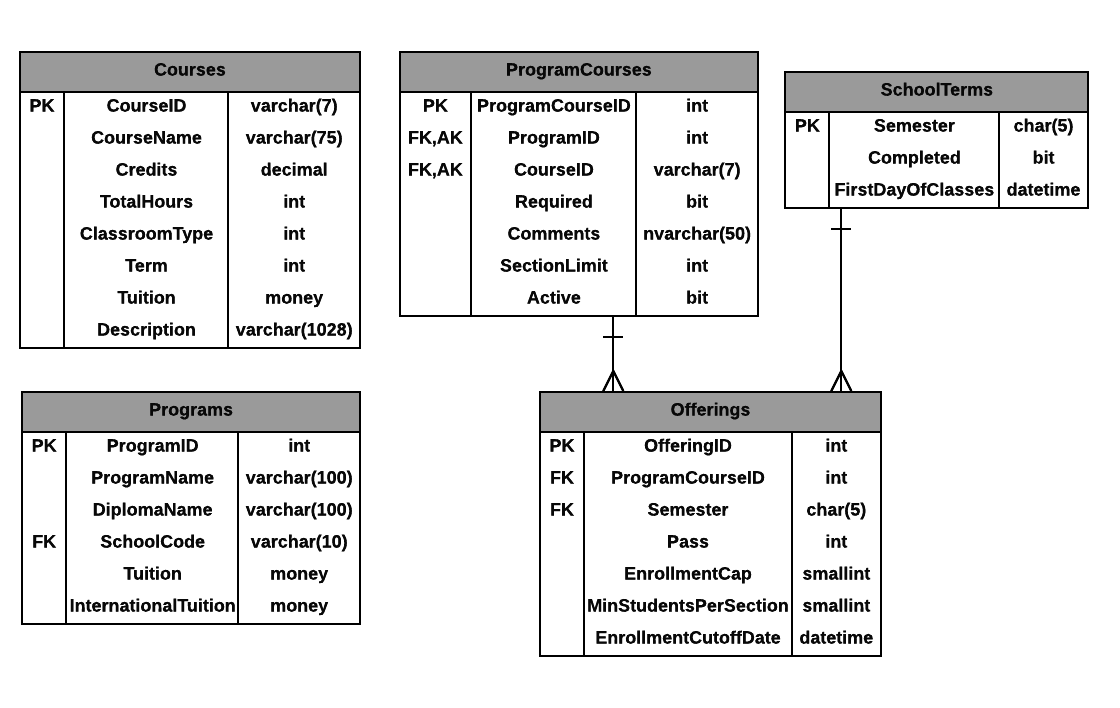 Courses
PK CourseID varchar(7)
CourseName varchar(75)
Credits decimal
TotalHours int
ClassroomType int
Term int
Tuition money
Description varchar(1028)
ProgramCourses
PK ProgramCourseID int
FK,AK ProgramID int
FK,AK CourseID varchar(7)
Required bit
Comments nvarchar(50)
SectionLimit int
Active bit
SchoolTerms
PK Semester char(5)
Completed bit
FirstDayOfClasses datetime
Programs
PK ProgramID int
ProgramName varchar(100)
DiplomaName varchar(100)
FK SchoolCode varchar(10)
Tuition money
InternationalTuition money
Offerings
PK OfferingID int
FK ProgramCourseID int
FK Semester char(5)
Pass int
EnrollmentCap smallint
MinStudentsPerSection smallint
EnrollmentCutoffDate datetime